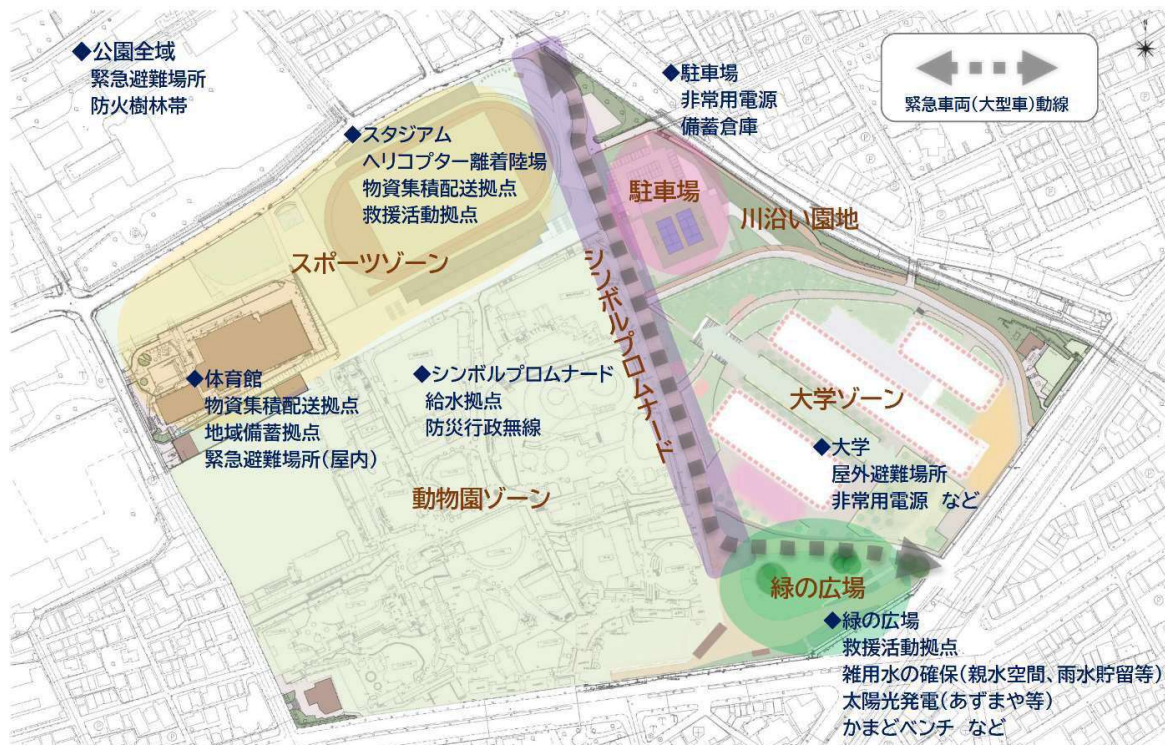 ◆公園全域
緊急避難場所
防火樹林帯
N
緊急車両(大型車)動線
◆駐車場
非常用電源
備蓄倉庫
◆スタジアム
ヘリコプター離着陸場
物資集積配送拠点
救援活動拠点
駐車場
川沿い園地
スポーツゾーン
シンボルプロムナード
◆体育館
物資集積配送拠点
地域備蓄拠点
緊急避難場所(屋内)
◆シンボルプロムナード
給水拠点
防災行政無線
大学ゾーン
◆大学
屋外避難場所
非常用電源 など
動物園ゾーン
緑の広場
◆緑の広場
救援活動拠点
雑用水の確保(親水空間、雨水貯留等)
太陽光発電(あずまや等)
かまどベンチ など